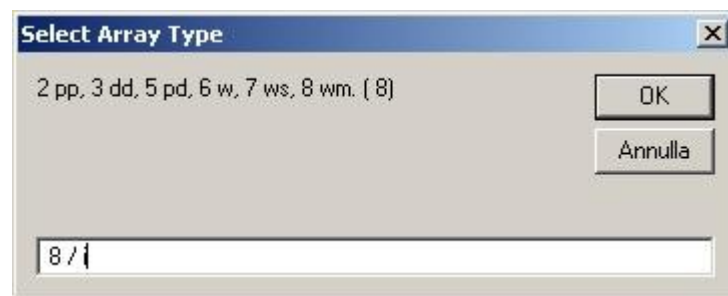 Select Array Type
2 pp, 3 dd, 5 pd, 6 w, 7 ws, 8 wm. ( 8)
OK
Annulla
8 / i